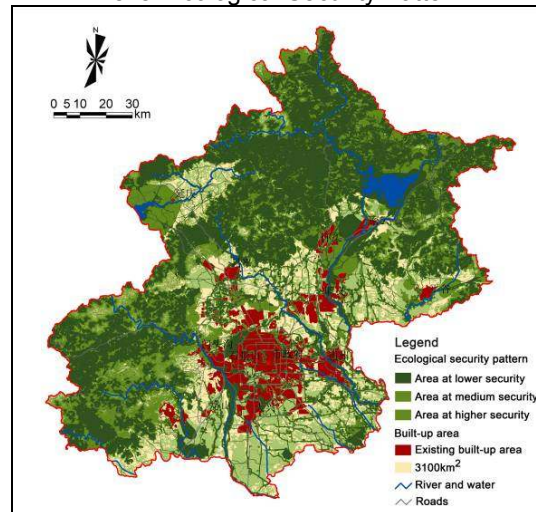 N
0 5 10 20 30
km
Legend
Ecological security pattern
Area at lower security
Area at medium security
Area at higher security
Built-up area
Existing built-up area
3100km²
River and water
Roads